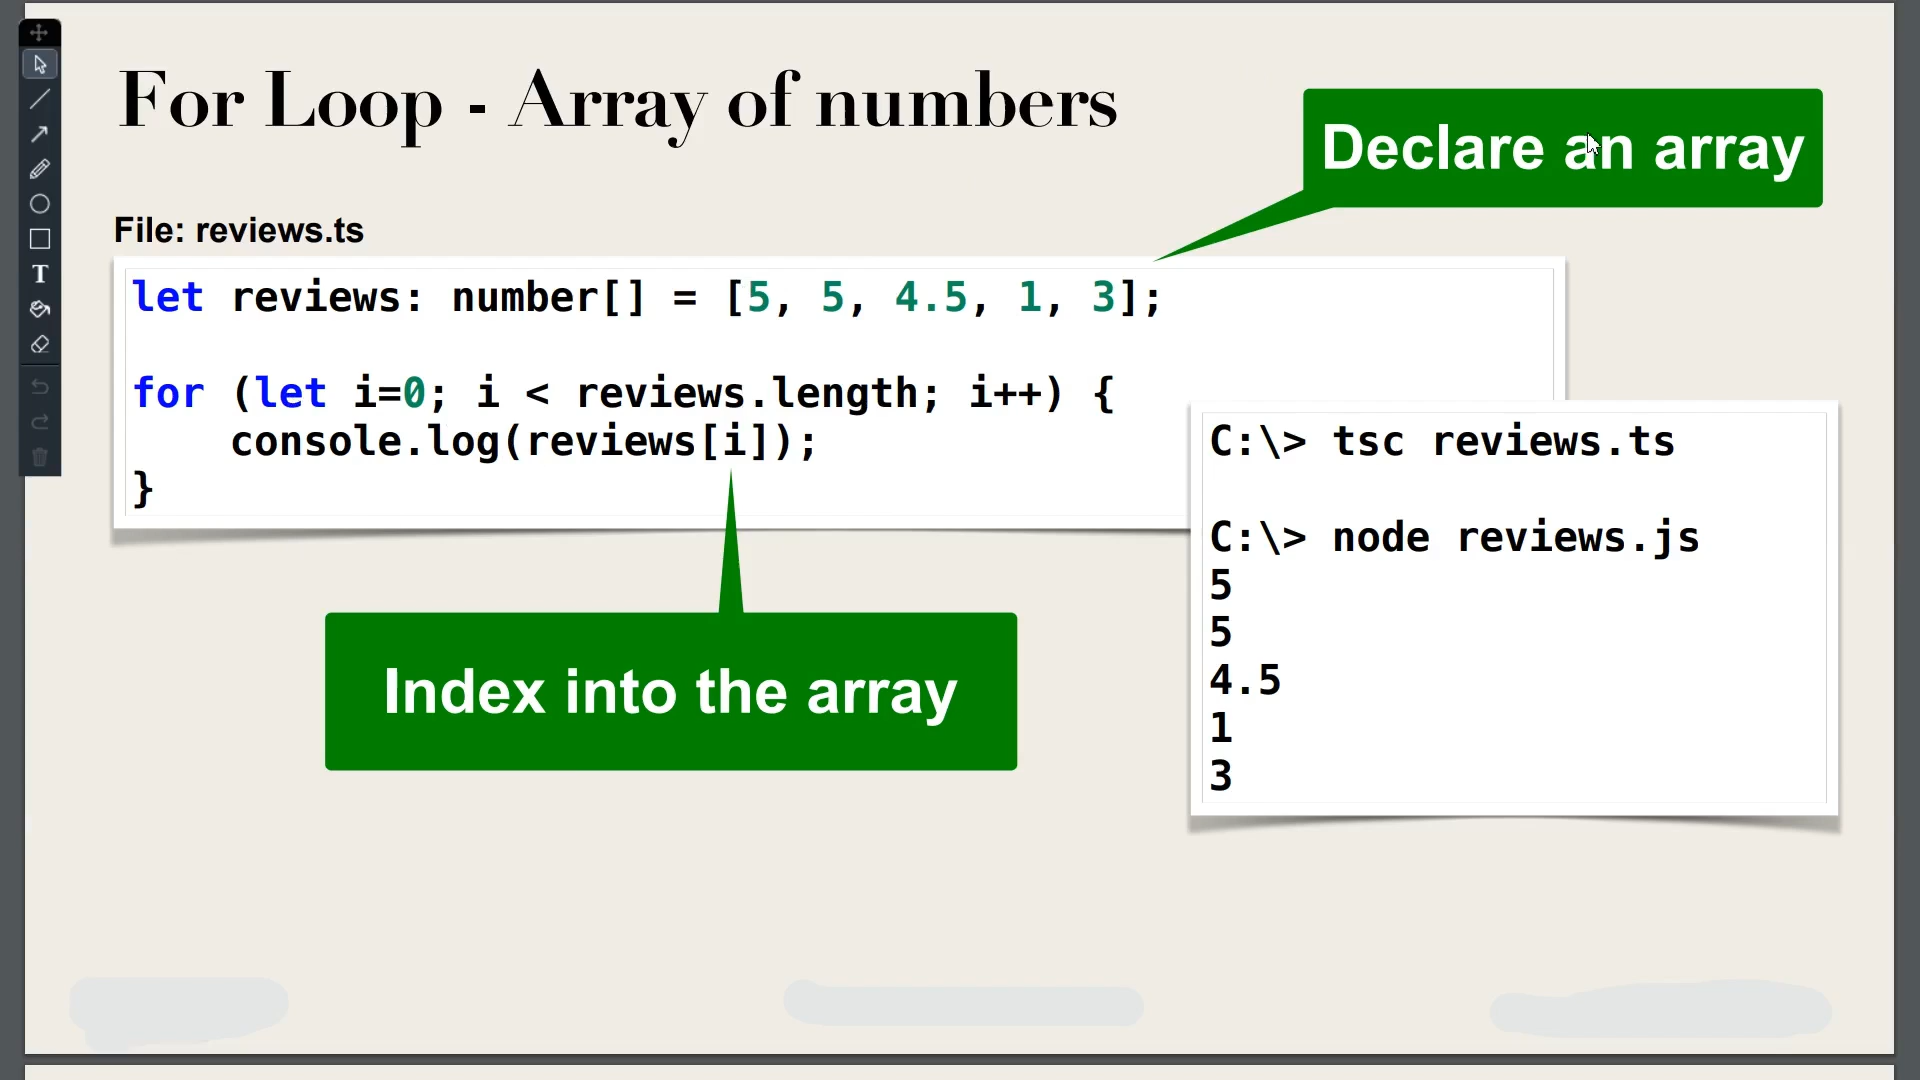 For Loop - Array of numbers
Declare an array
File: reviews.ts
let reviews: number[] = [5, 5, 4.5, 1, 3];
for (let i=0; i < reviews.length; i++) {
    console.log(reviews[i]);
}
Index into the array
C:\> tsc reviews.ts
C:\> node reviews.js
5
5
4.5
1
3
T